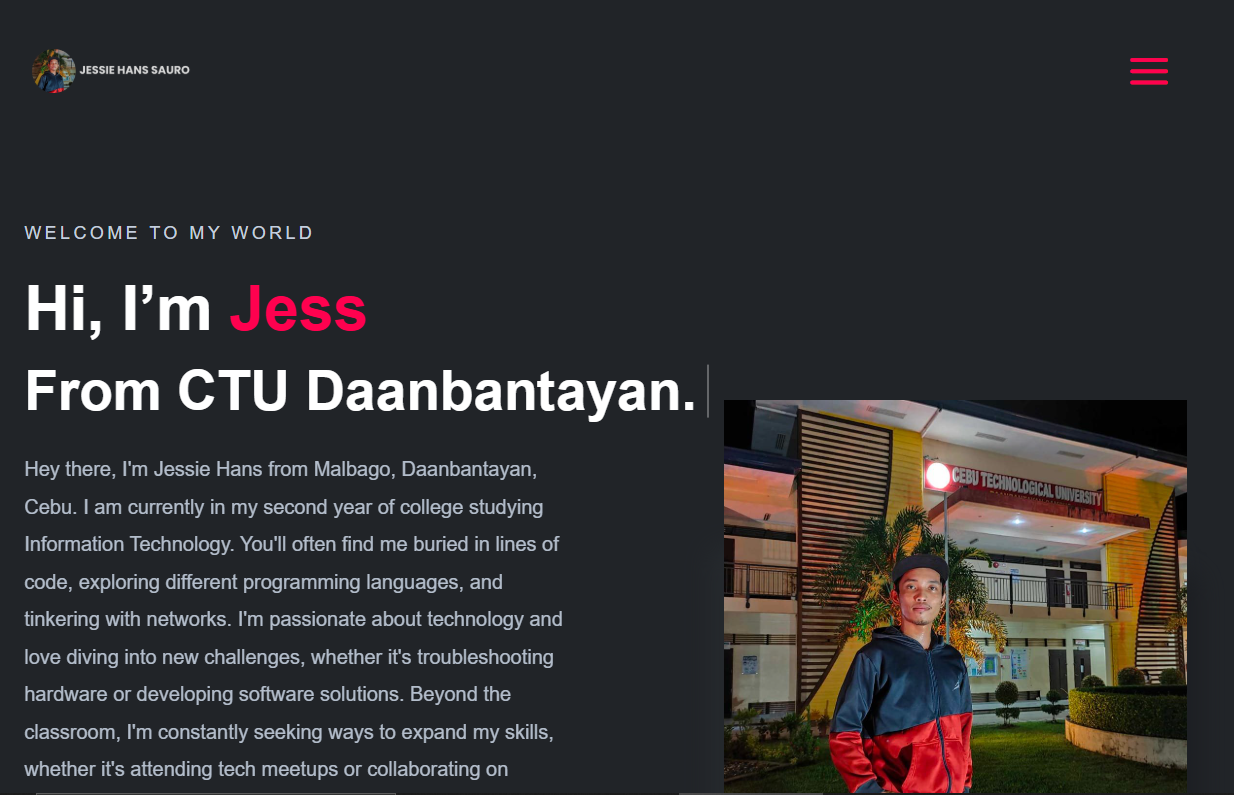 JESSIE HANS SAURO
WELCOME TO MY WORLD
Hi, I’m Jess
From CTU Daanbantayan.
Hey there, I'm Jessie Hans from Malbago, Daanbantayan,
Cebu. I am currently in my second year of college studying
Information Technology. You'll often find me buried in lines of
code, exploring different programming languages, and
tinkering with networks. I'm passionate about technology and
love diving into new challenges, whether it's troubleshooting
hardware or developing software solutions. Beyond the
classroom, I'm constantly seeking ways to expand my skills,
whether it's attending tech meetups or collaborating on
CEBU TECHNOLOGICAL UNIVERSITY